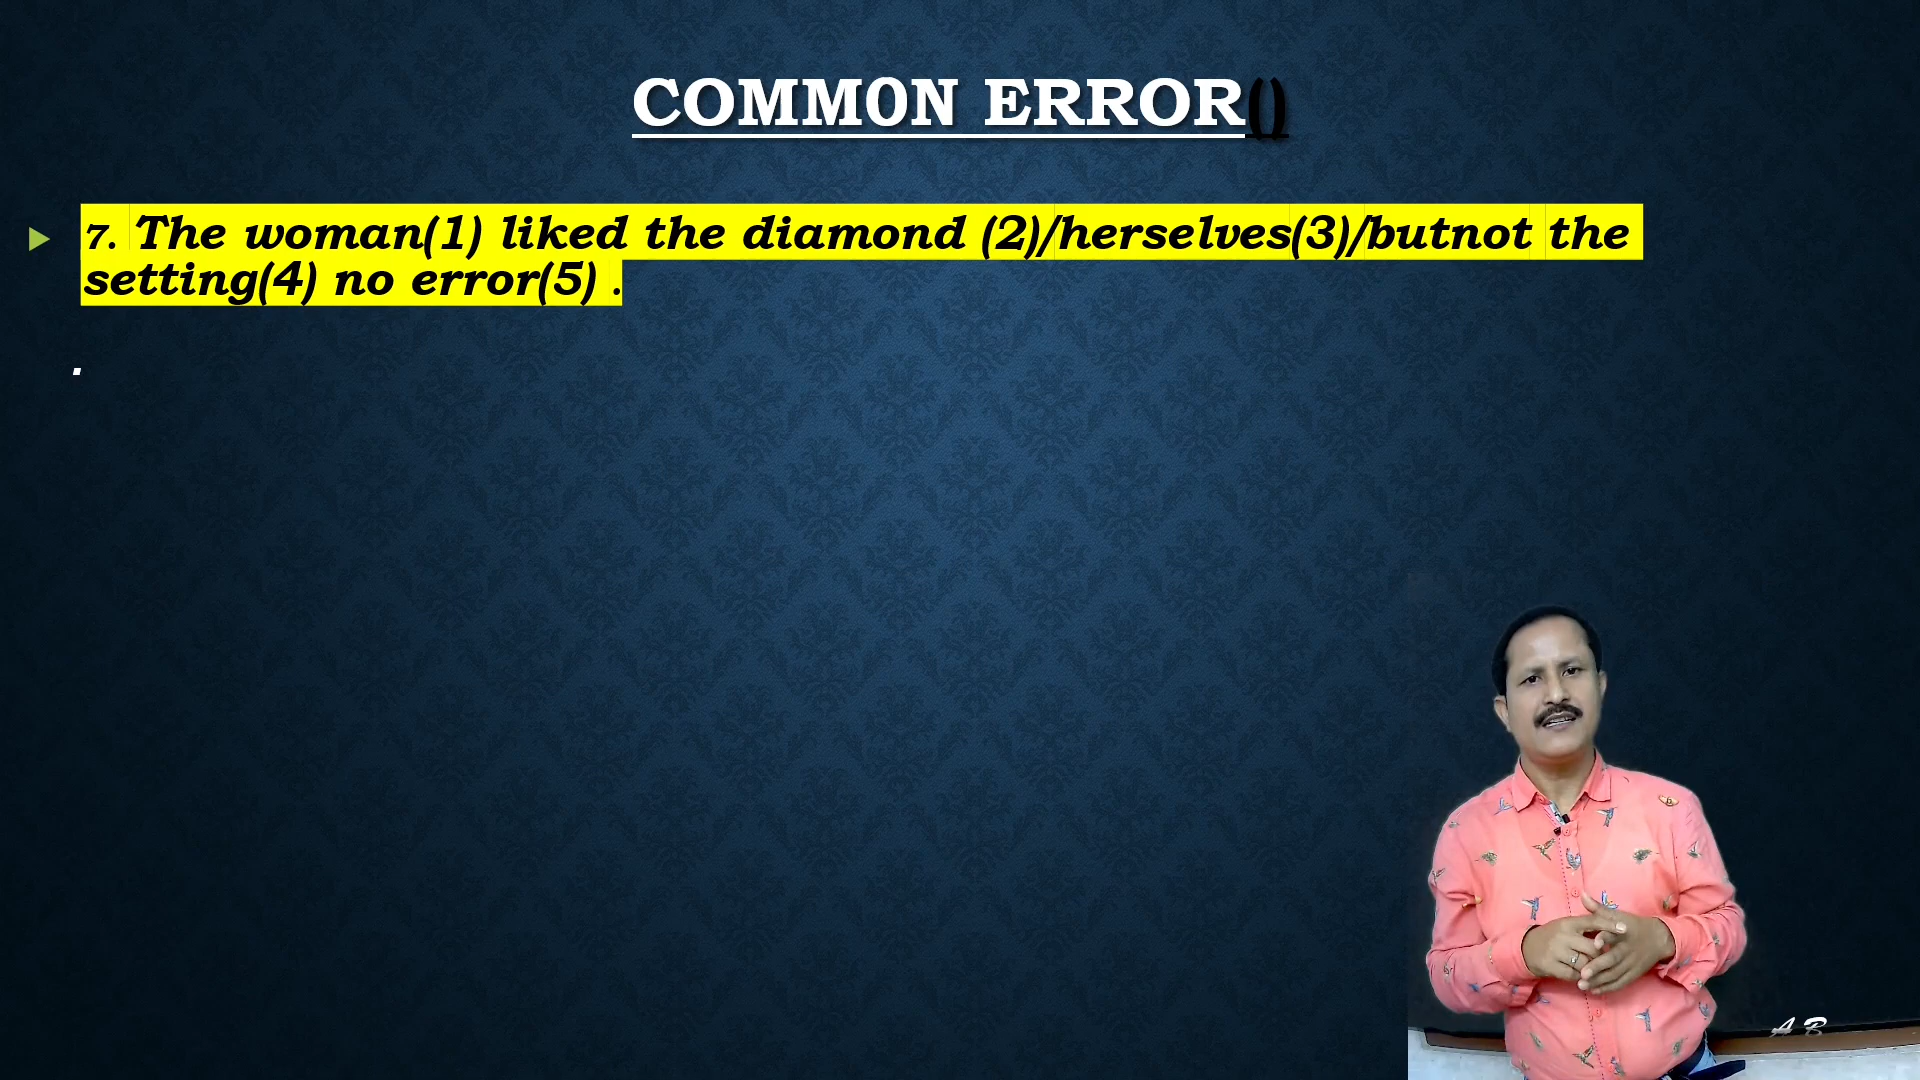 COMMON ERROR()
7. The woman(1) liked the diamond (2)/herselves(3)/butnot the
setting(4) no error(5) .
.
A B